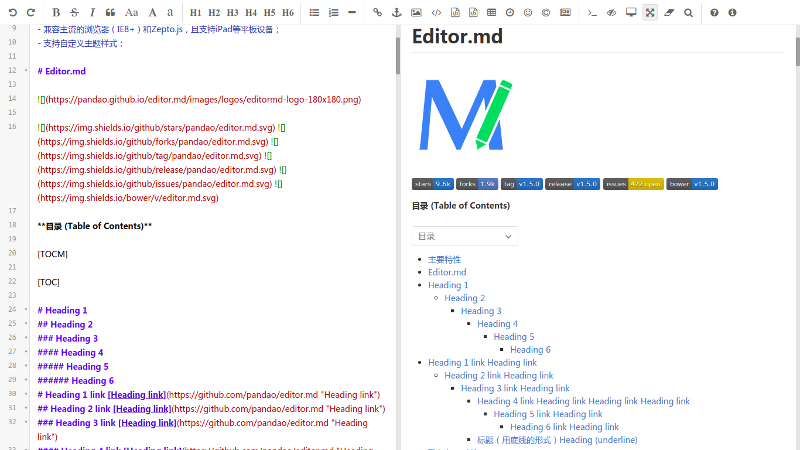 B S I Aa A a H1 H2 H3 H4 H5 H6
9 - 兼容主流的浏览器（IE8+）和Zepto.js，且支持iPad等平板设备；
10 - 支持自定义主题样式；
11
12 # Editor.md
13
14 ![](https://pandao.github.io/editor.md/images/logos/editormd-logo-180x180.png)
15
16 ![](https://img.shields.io/github/stars/pandao/editor.md.svg) ![]
(https://img.shields.io/github/forks/pandao/editor.md.svg) ![]
(https://img.shields.io/github/tag/pandao/editor.md.svg) ![]
(https://img.shields.io/github/release/pandao/editor.md.svg) ![]
(https://img.shields.io/github/issues/pandao/editor.md.svg) ![]
(https://img.shields.io/bower/v/editor.md.svg)
17
18 **目录 (Table of Contents)**
19
20 [TOCM]
21
22 [TOC]
23
24 # Heading 1
25 ## Heading 2
26 ### Heading 3
27 #### Heading 4
28 ##### Heading 5
29 ###### Heading 6
30 # Heading 1 link [Heading link](https://github.com/pandao/editor.md "Heading link")
31 ## Heading 2 link [Heading link](https://github.com/pandao/editor.md "Heading link")
32 ### Heading 3 link [Heading link](https://github.com/pandao/editor.md "Heading
link")
33 #### Heading 4 link [Heading link](https://github.com/pandao/editor.md "Heading
Editor.md
stars 9.6k forks 1.9k tag v1.5.0 release v1.5.0 issues 422 open bower v1.5.0
目录 (Table of Contents)
目录
主要特性
Editor.md
Heading 1
Heading 2
Heading 3
Heading 4
Heading 5
Heading 6
Heading 1 link Heading link
Heading 2 link Heading link
Heading 3 link Heading link
Heading 4 link Heading link Heading link Heading link
Heading 5 link Heading link
Heading 6 link Heading link
标题（用底线的形式）Heading (underline)